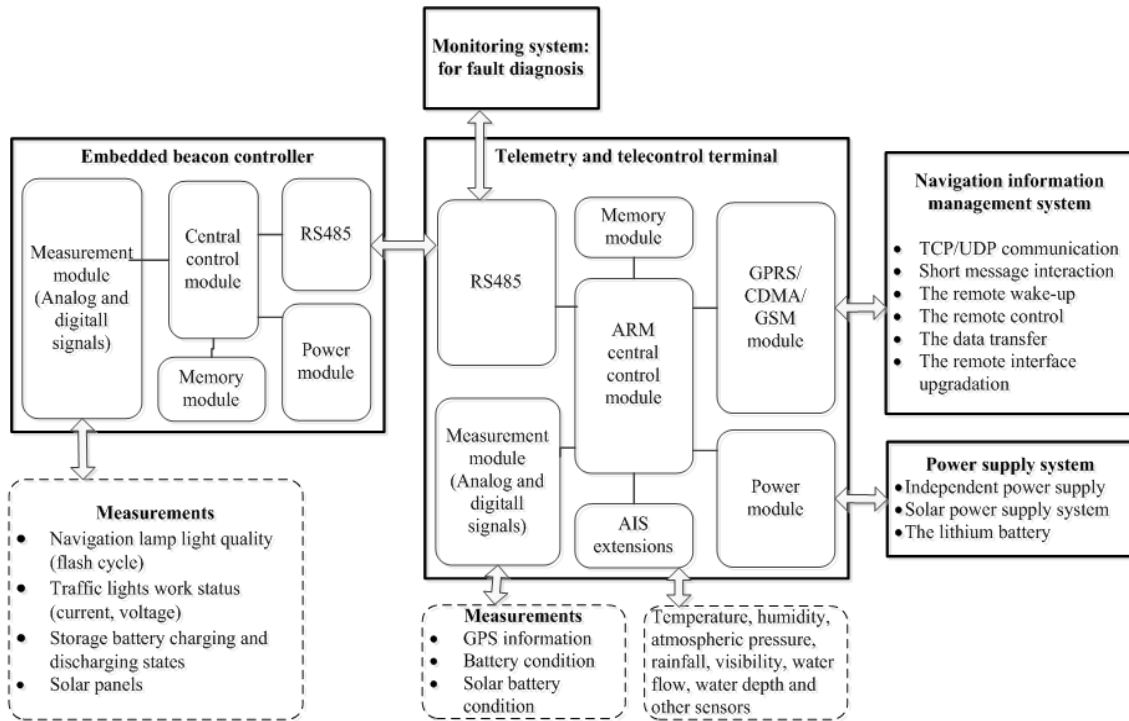 Monitoring system:
for fault diagnosis
Embedded beacon controller
Measurement
module
(Analog and
digitall
signals)
Central
control
module
RS485
Memory
module
Power
module
Telemetry and telecontrol terminal
RS485
Memory
module
GPRS/
CDMA/
GSM
module
ARM
central
control
module
Measurement
module
(Analog and
digitall
signals)
AIS
extensions
Power
module
Navigation information
management system
● TCP/UDP communication
● Short message interaction
● The remote wake-up
● The remote control
● The data transfer
● The remote interface
upgradation
Power supply system
●Independent power supply
●Solar power supply system
●The lithium battery
Measurements
● Navigation lamp light quality
(flash cycle)
● Traffic lights work status
(current, voltage)
● Storage battery charging and
discharging states
● Solar panels
Measurements
● GPS information
● Battery condition
● Solar battery
condition
Temperature, humidity,
atmospheric pressure,
rainfall, visibility, water
flow, water depth and
other sensors